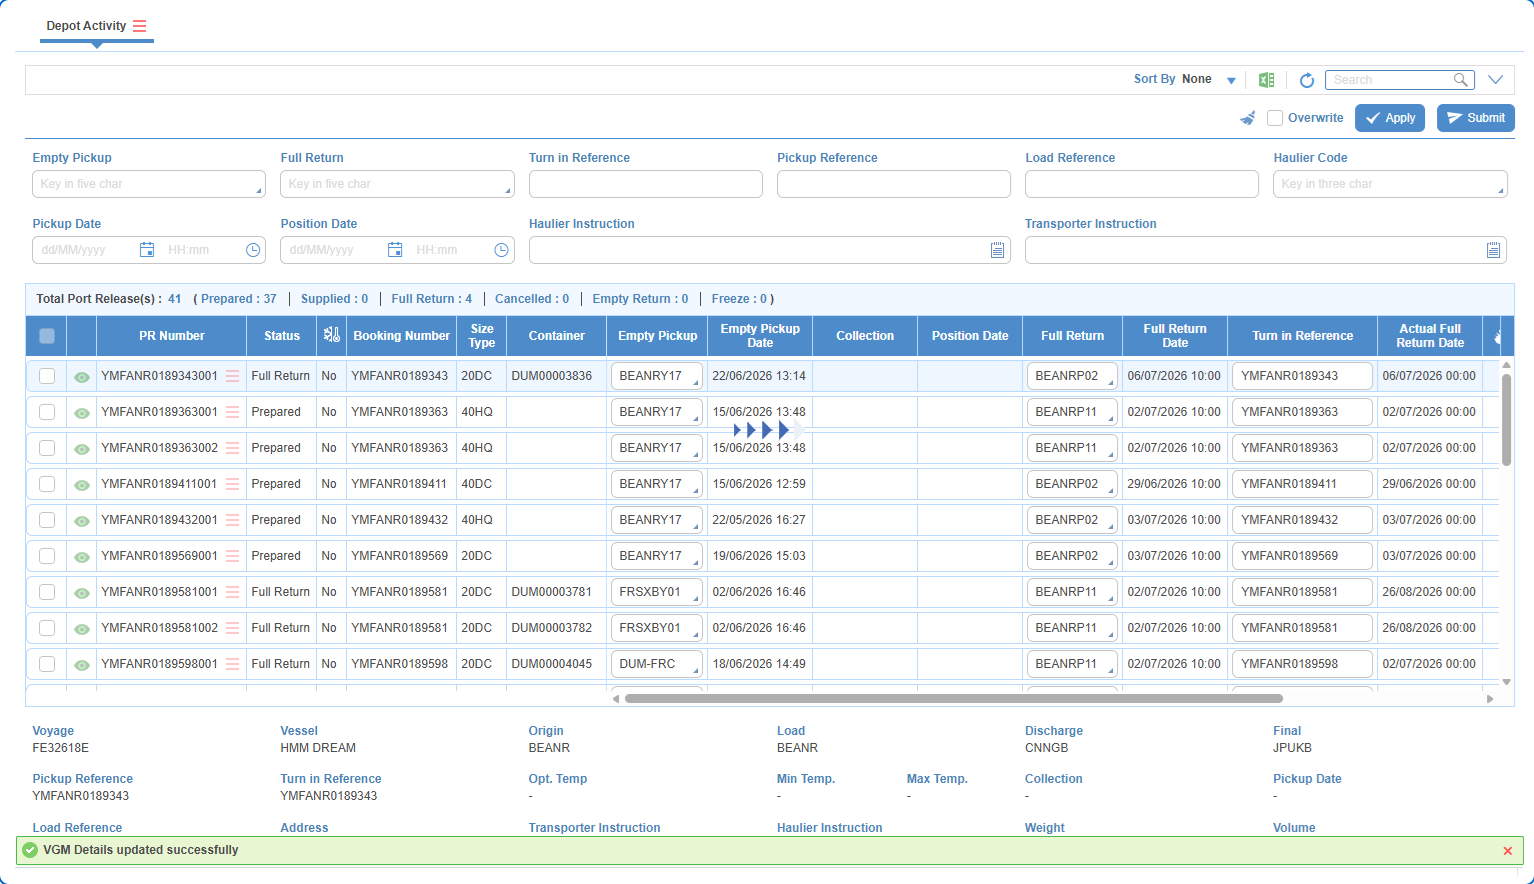 Depot Activity
Sort By None Search
Overwrite Apply Submit
Empty Pickup Full Return Turn in Reference Pickup Reference Load Reference Haulier Code
Key in five char Key in five char Key in three char
Pickup Date Position Date Haulier Instruction Transporter Instruction
dd/MM/yyyy HH:mm dd/MM/yyyy HH:mm
Total Port Release(s) : 41 ( Prepared : 37 | Supplied : 0 | Full Return : 4 | Cancelled : 0 | Empty Return : 0 | Freeze : 0 )
PR Number Status Booking Number Size Type Container Empty Pickup Empty Pickup Date Collection Position Date Full Return Full Return Date Turn in Reference Actual Full Return Date
YMFANR0189343001 Full Return No YMFANR0189343 20DC DUM00003836 BEANRY17 22/06/2026 13:14 BEANRP02 06/07/2026 10:00 YMFANR0189343 06/07/2026 00:00
YMFANR0189363001 Prepared No YMFANR0189363 40HQ BEANRY17 15/06/2026 13:48 BEANRP11 02/07/2026 10:00 YMFANR0189363 02/07/2026 00:00
YMFANR0189363002 Prepared No YMFANR0189363 40HQ BEANRY17 15/06/2026 13:48 BEANRP11 02/07/2026 10:00 YMFANR0189363 02/07/2026 00:00
YMFANR0189411001 Prepared No YMFANR0189411 40DC BEANRY17 15/06/2026 12:59 BEANRP02 29/06/2026 10:00 YMFANR0189411 29/06/2026 00:00
YMFANR0189432001 Prepared No YMFANR0189432 40HQ BEANRY17 22/05/2026 16:27 BEANRP02 03/07/2026 10:00 YMFANR0189432 03/07/2026 00:00
YMFANR0189569001 Prepared No YMFANR0189569 20DC BEANRY17 19/06/2026 15:03 BEANRP02 03/07/2026 10:00 YMFANR0189569 03/07/2026 00:00
YMFANR0189581001 Full Return No YMFANR0189581 20DC DUM00003781 FRSXBY01 02/06/2026 16:46 BEANRP11 02/07/2026 10:00 YMFANR0189581 26/08/2026 00:00
YMFANR0189581002 Full Return No YMFANR0189581 20DC DUM00003782 FRSXBY01 02/06/2026 16:46 BEANRP11 02/07/2026 10:00 YMFANR0189581 26/08/2026 00:00
YMFANR0189598001 Full Return No YMFANR0189598 20DC DUM00004045 DUM-FRC 18/06/2026 14:49 BEANRP11 02/07/2026 10:00 YMFANR0189598 02/07/2026 00:00
Voyage Vessel Origin Load Discharge Final
FE32618E HMM DREAM BEANR BEANR CNNGB JPUKB
Pickup Reference Turn in Reference Opt. Temp Min Temp. Max Temp. Collection Pickup Date
YMFANR0189343 YMFANR0189343 - - - - -
Load Reference Address Transporter Instruction Haulier Instruction Weight Volume
VGM Details updated successfully